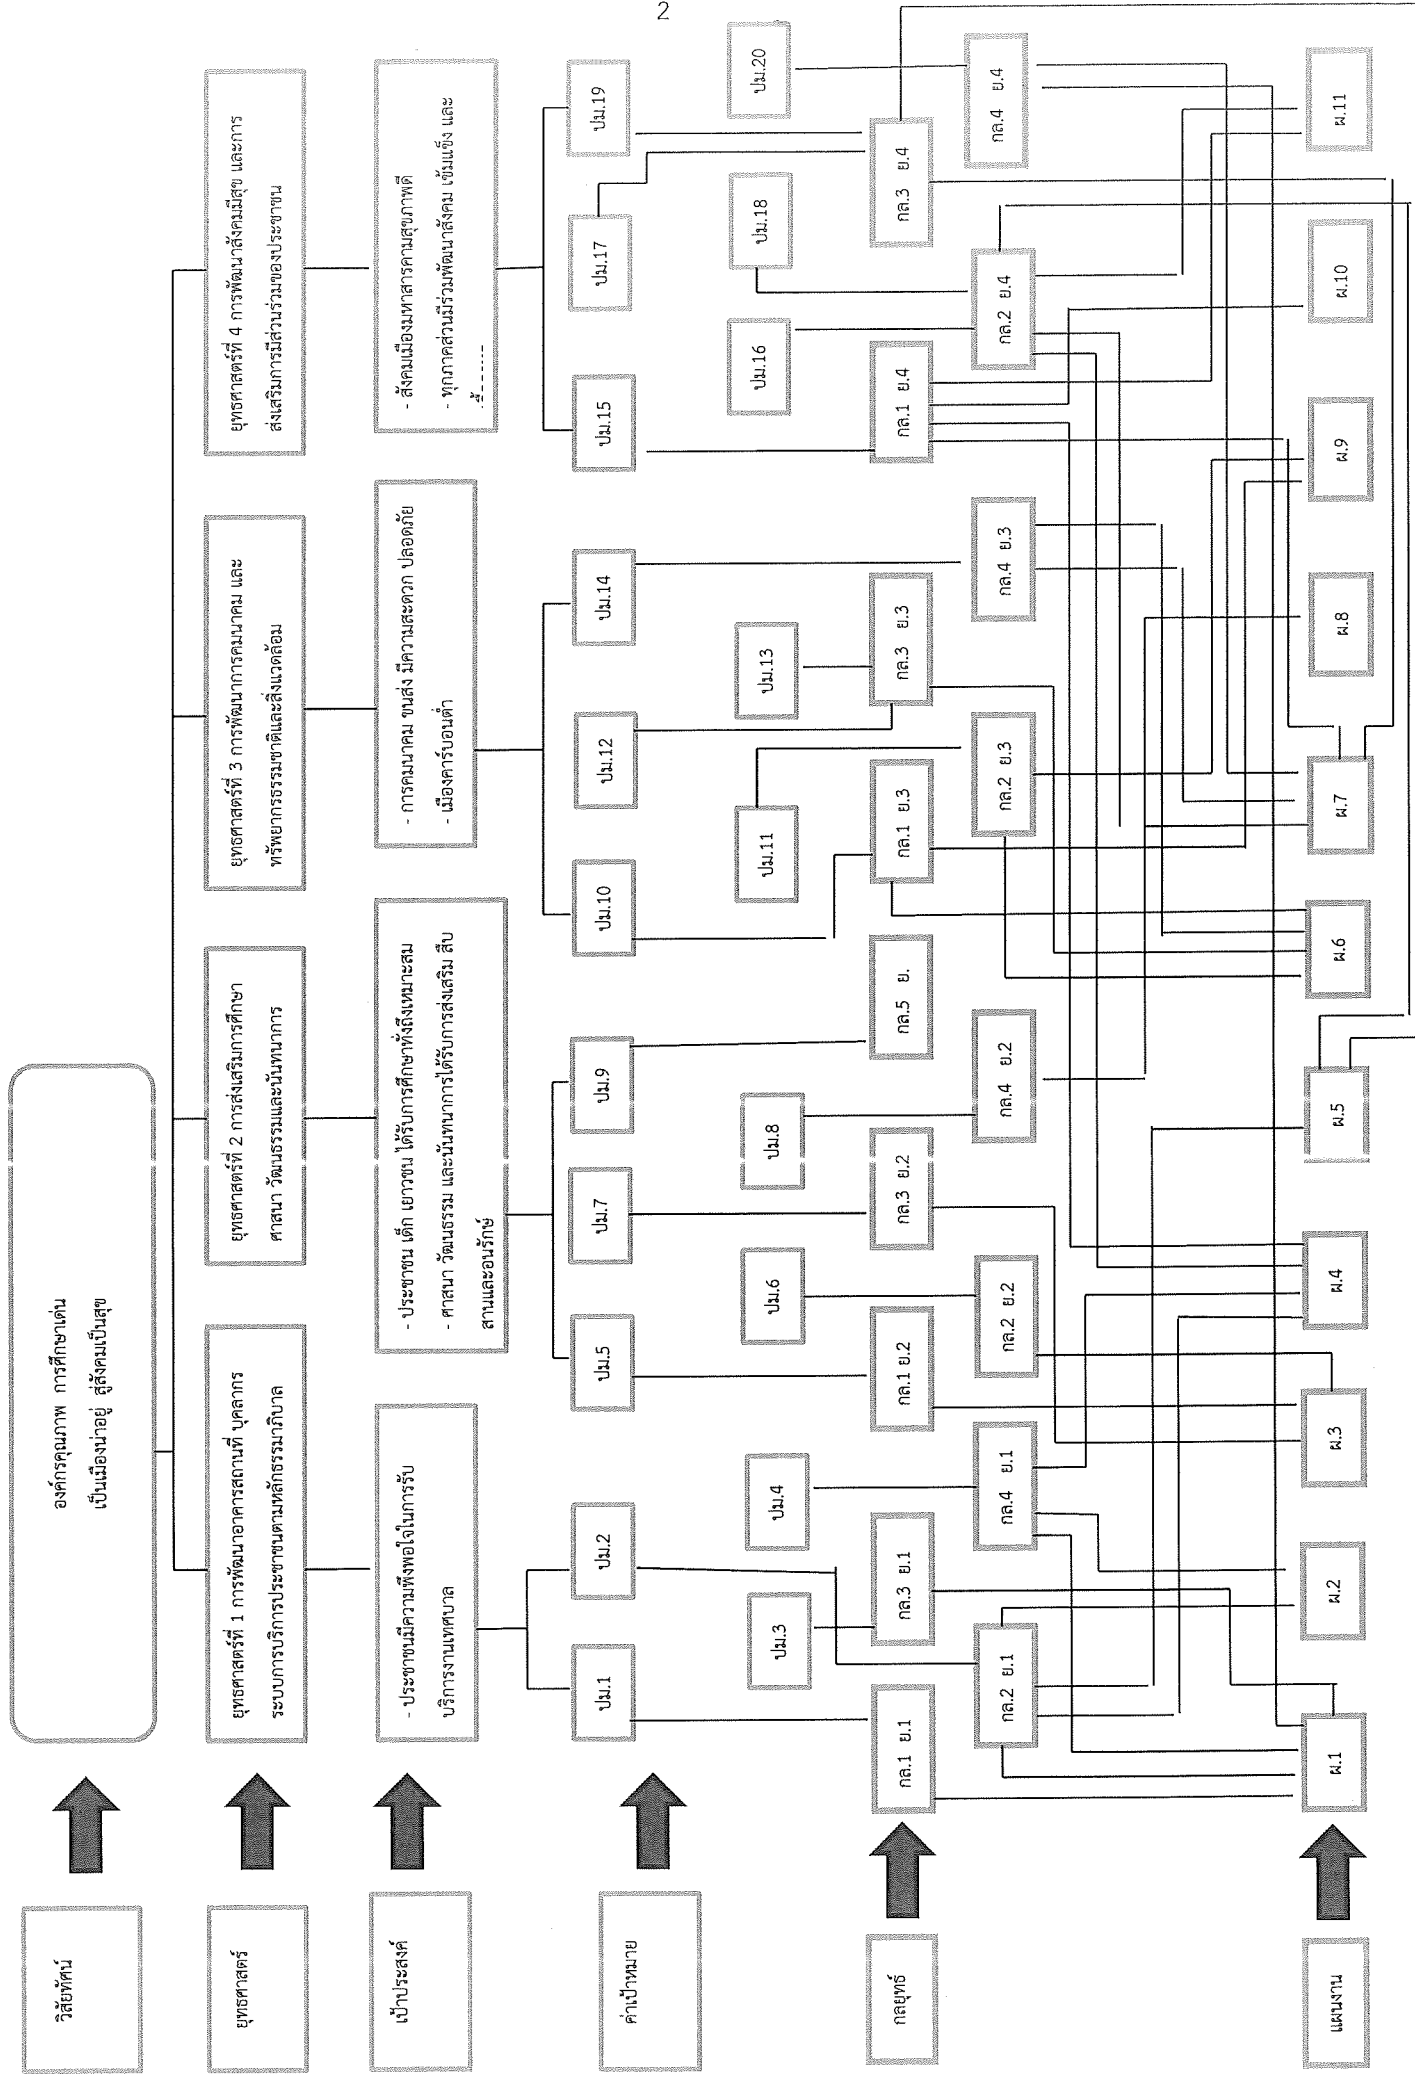 2
วิสัยทัศน์
องค์กรคุณภาพ การศึกษาเด่น
เป็นเมืองน่าอยู่ สู่สังคมเป็นสุข
ยุทธศาสตร์
ยุทธศาสตร์ที่ 1 การพัฒนาอาคารสถานที่ บุคลากร
ระบบการบริการประชาชนตามหลักธรรมาภิบาล
ยุทธศาสตร์ที่ 2 การส่งเสริมการศึกษา
ศาสนา วัฒนธรรมและนันทนาการ
ยุทธศาสตร์ที่ 3 การพัฒนาการคมนาคม และ
ทรัพยากรธรรมชาติและสิ่งแวดล้อม
ยุทธศาสตร์ที่ 4 การพัฒนาสังคมมีสุข และการ
ส่งเสริมการมีส่วนร่วมของประชาชน
เป้าประสงค์
- ประชาชนมีความพึงพอใจในการรับ
บริการงานเทศบาล
- ประชาชน เด็ก เยาวชน ได้รับการศึกษาทั่งถึงเหมาะสม
- ศาสนา วัฒนธรรม และนันทนาการได้รับการส่งเสริม สืบ
สานและอนรักษ์
- การคมนาคม ขนส่ง มีความสะดวก ปลอดภัย
- เมืองคาร์บอนต่ำ
- สังคมเมืองมหาสารคามสุขภาพดี
- ทุกภาคส่วนมีร่วมพัฒนาสังคม เข้มแข็ง และ
ค่าเป้าหมาย
ปม.1
ปม.2
ปม.5
ปม.7
ปม.9
ปม.10
ปม.12
ปม.14
ปม.15
ปม.17
ปม.19
ปม.3
ปม.4
ปม.6
ปม.8
ปม.11
ปม.13
ปม.16
ปม.18
ปม.20
กลยุทธ์
กล.1 ย.1
กล.3 ย.1
กล.1 ย.2
กล.3 ย.2
กล.5 ย.
กล.1 ย.3
กล.3 ย.3
กล.1 ย.4
กล.3 ย.4
กล.2 ย.1
กล.4 ย.1
กล.2 ย.2
กล.4 ย.2
กล.2 ย.3
กล.4 ย.3
กล.2 ย.4
กล.4 ย.4
แผนงาน
ผ.1
ผ.2
ผ.3
ผ.4
ผ.5
ผ.6
ผ.7
ผ.8
ผ.9
ผ.10
ผ.11